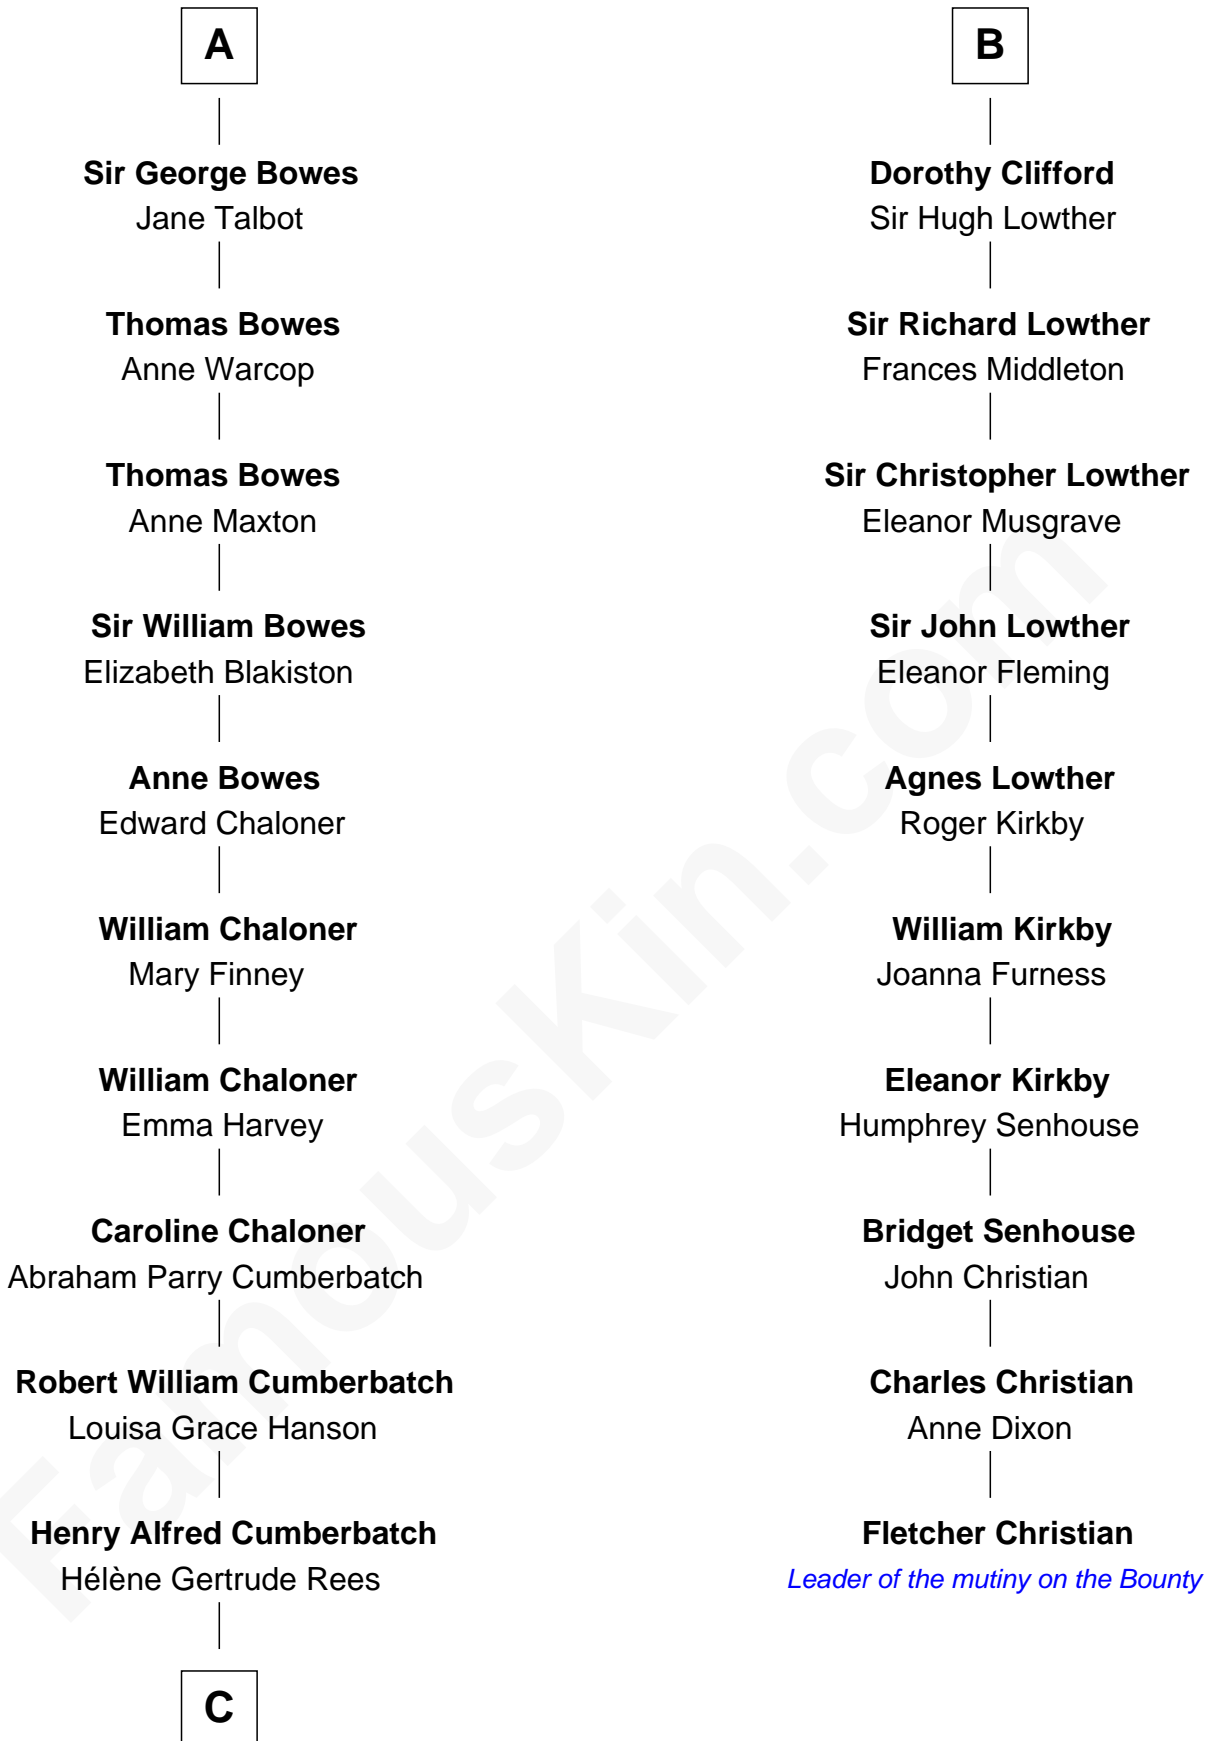 A
Sir George Bowes
Jane Talbot
Thomas Bowes
Anne Warcop
Thomas Bowes
Anne Maxton
Sir William Bowes
Elizabeth Blakiston
Anne Bowes
Edward Chaloner
William Chaloner
Mary Finney
William Chaloner
Emma Harvey
Caroline Chaloner
Abraham Parry Cumberbatch
Robert William Cumberbatch
Louisa Grace Hanson
Henry Alfred Cumberbatch
Hélène Gertrude Rees
C
B
Dorothy Clifford
Sir Hugh Lowther
Sir Richard Lowther
Frances Middleton
Sir Christopher Lowther
Eleanor Musgrave
Sir John Lowther
Eleanor Fleming
Agnes Lowther
Roger Kirkby
William Kirkby
Joanna Furness
Eleanor Kirkby
Humphrey Senhouse
Bridget Senhouse
John Christian
Charles Christian
Anne Dixon
Fletcher Christian
Leader of the mutiny on the Bounty
FamousKin.com